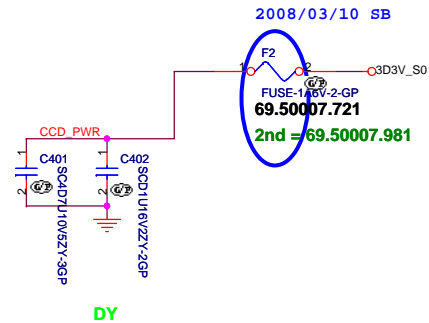 2008/03/10 SB
F2
1
2
3D3V_S0
G/P
FUSE-1A6V-2-GP
69.50007.721
2nd = 69.50007.981
CCD_PWR
1
1
C401
C402
2
G/P
2
G/P
SC4D7U10V5ZY-3GP
SCD1U16V2ZY-2GP
DY